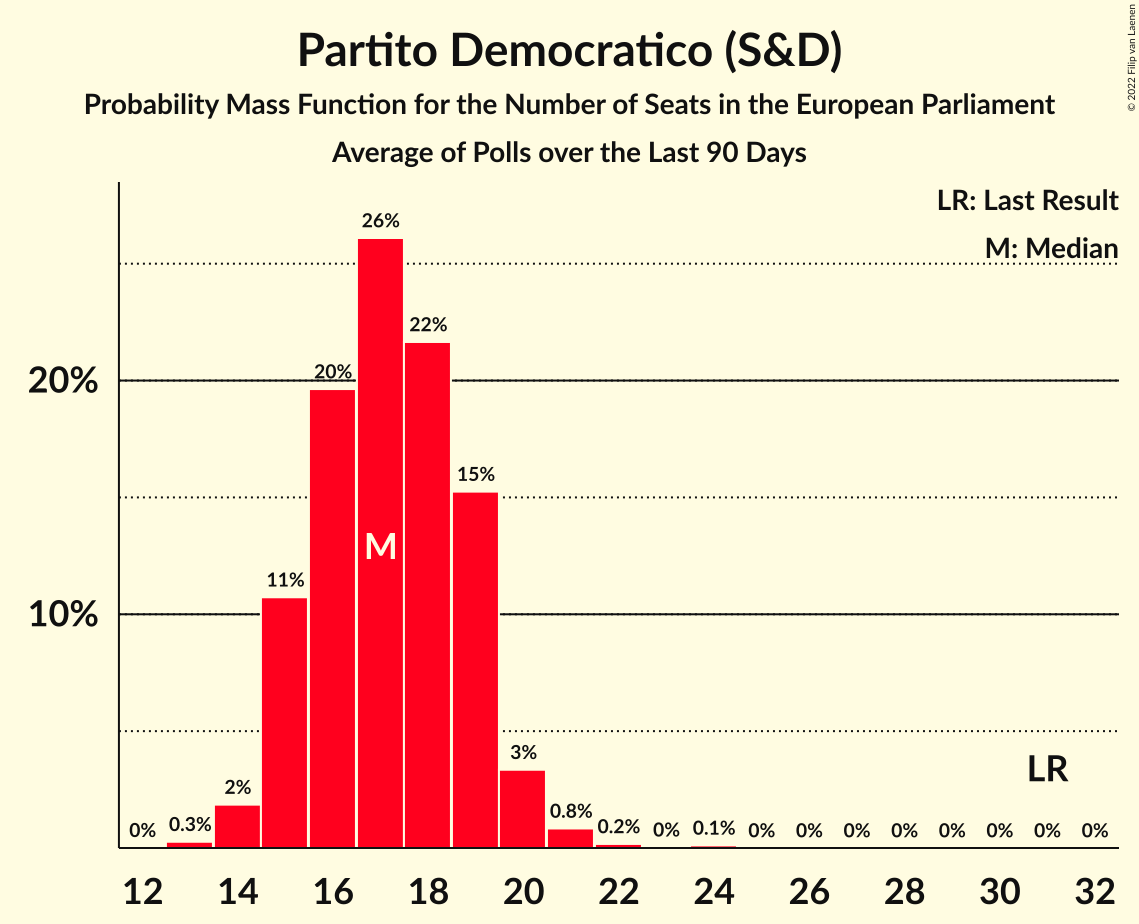 Partito Democratico (S&D)
Probability Mass Function for the Number of Seats in the European Parliament
Average of Polls over the Last 90 Days
© 2022 Filip van Laenen
LR: Last Result
M: Median
26%
22%
20%
20%
15%
M
11%
10%
3%
LR
2%
0.8%
0% 0.3% 0.2% 0% 0.1% 0% 0% 0% 0% 0% 0% 0% 0%
12 14 16 18 20 22 24 26 28 30 32